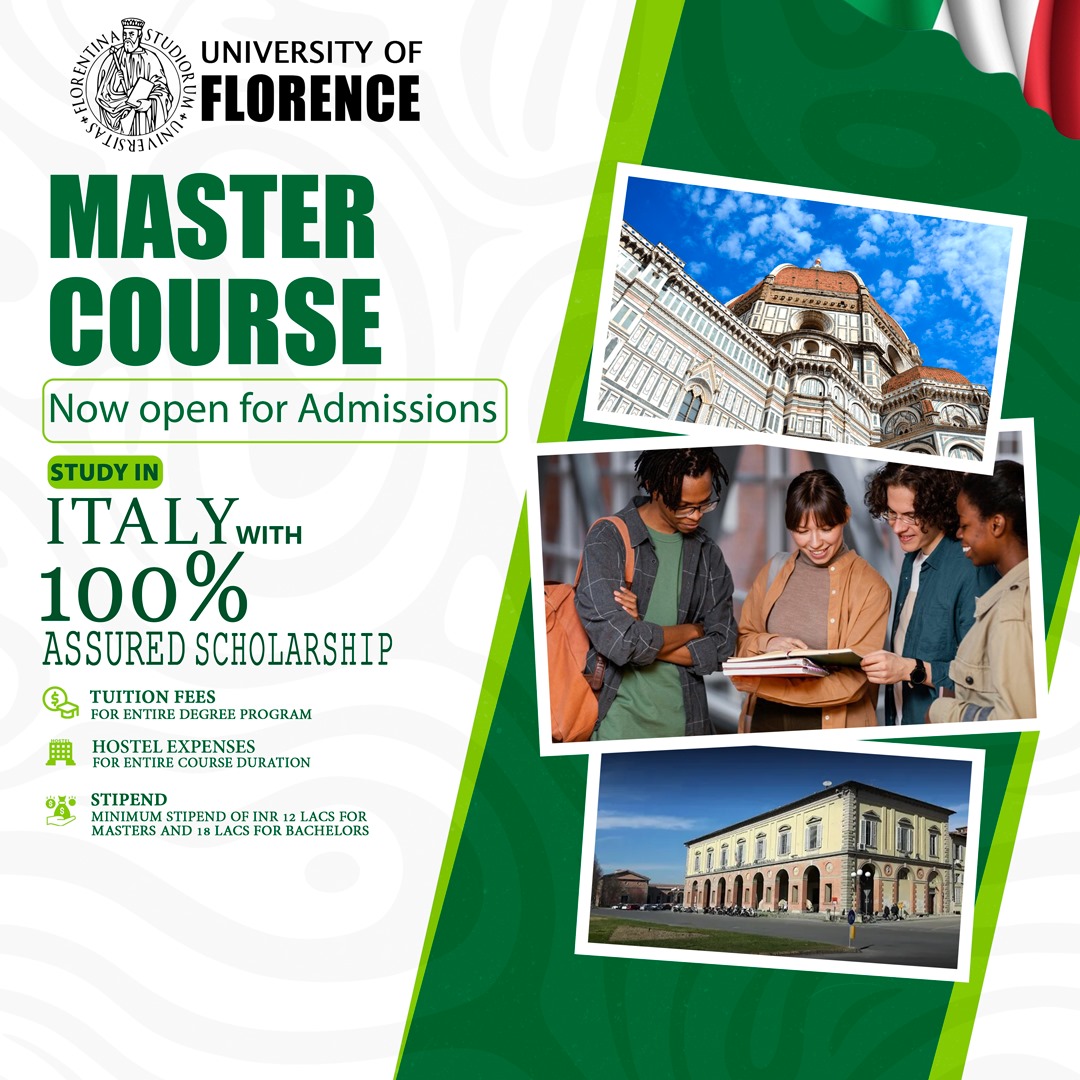 FLORENTINA STUDIORUM UNIVERSITAS
UNIVERSITY OF
FLORENCE
MASTER
COURSE
Now open for Admissions
STUDY IN
ITALY WITH
100%
ASSURED SCHOLARSHIP
TUITION FEES
FOR ENTIRE DEGREE PROGRAM
HOSTEL
HOSTEL EXPENSES
FOR ENTIRE COURSE DURATION
STIPEND
MINIMUM STIPEND OF INR 12 LACS FOR
MASTERS AND 18 LACS FOR BACHELORS